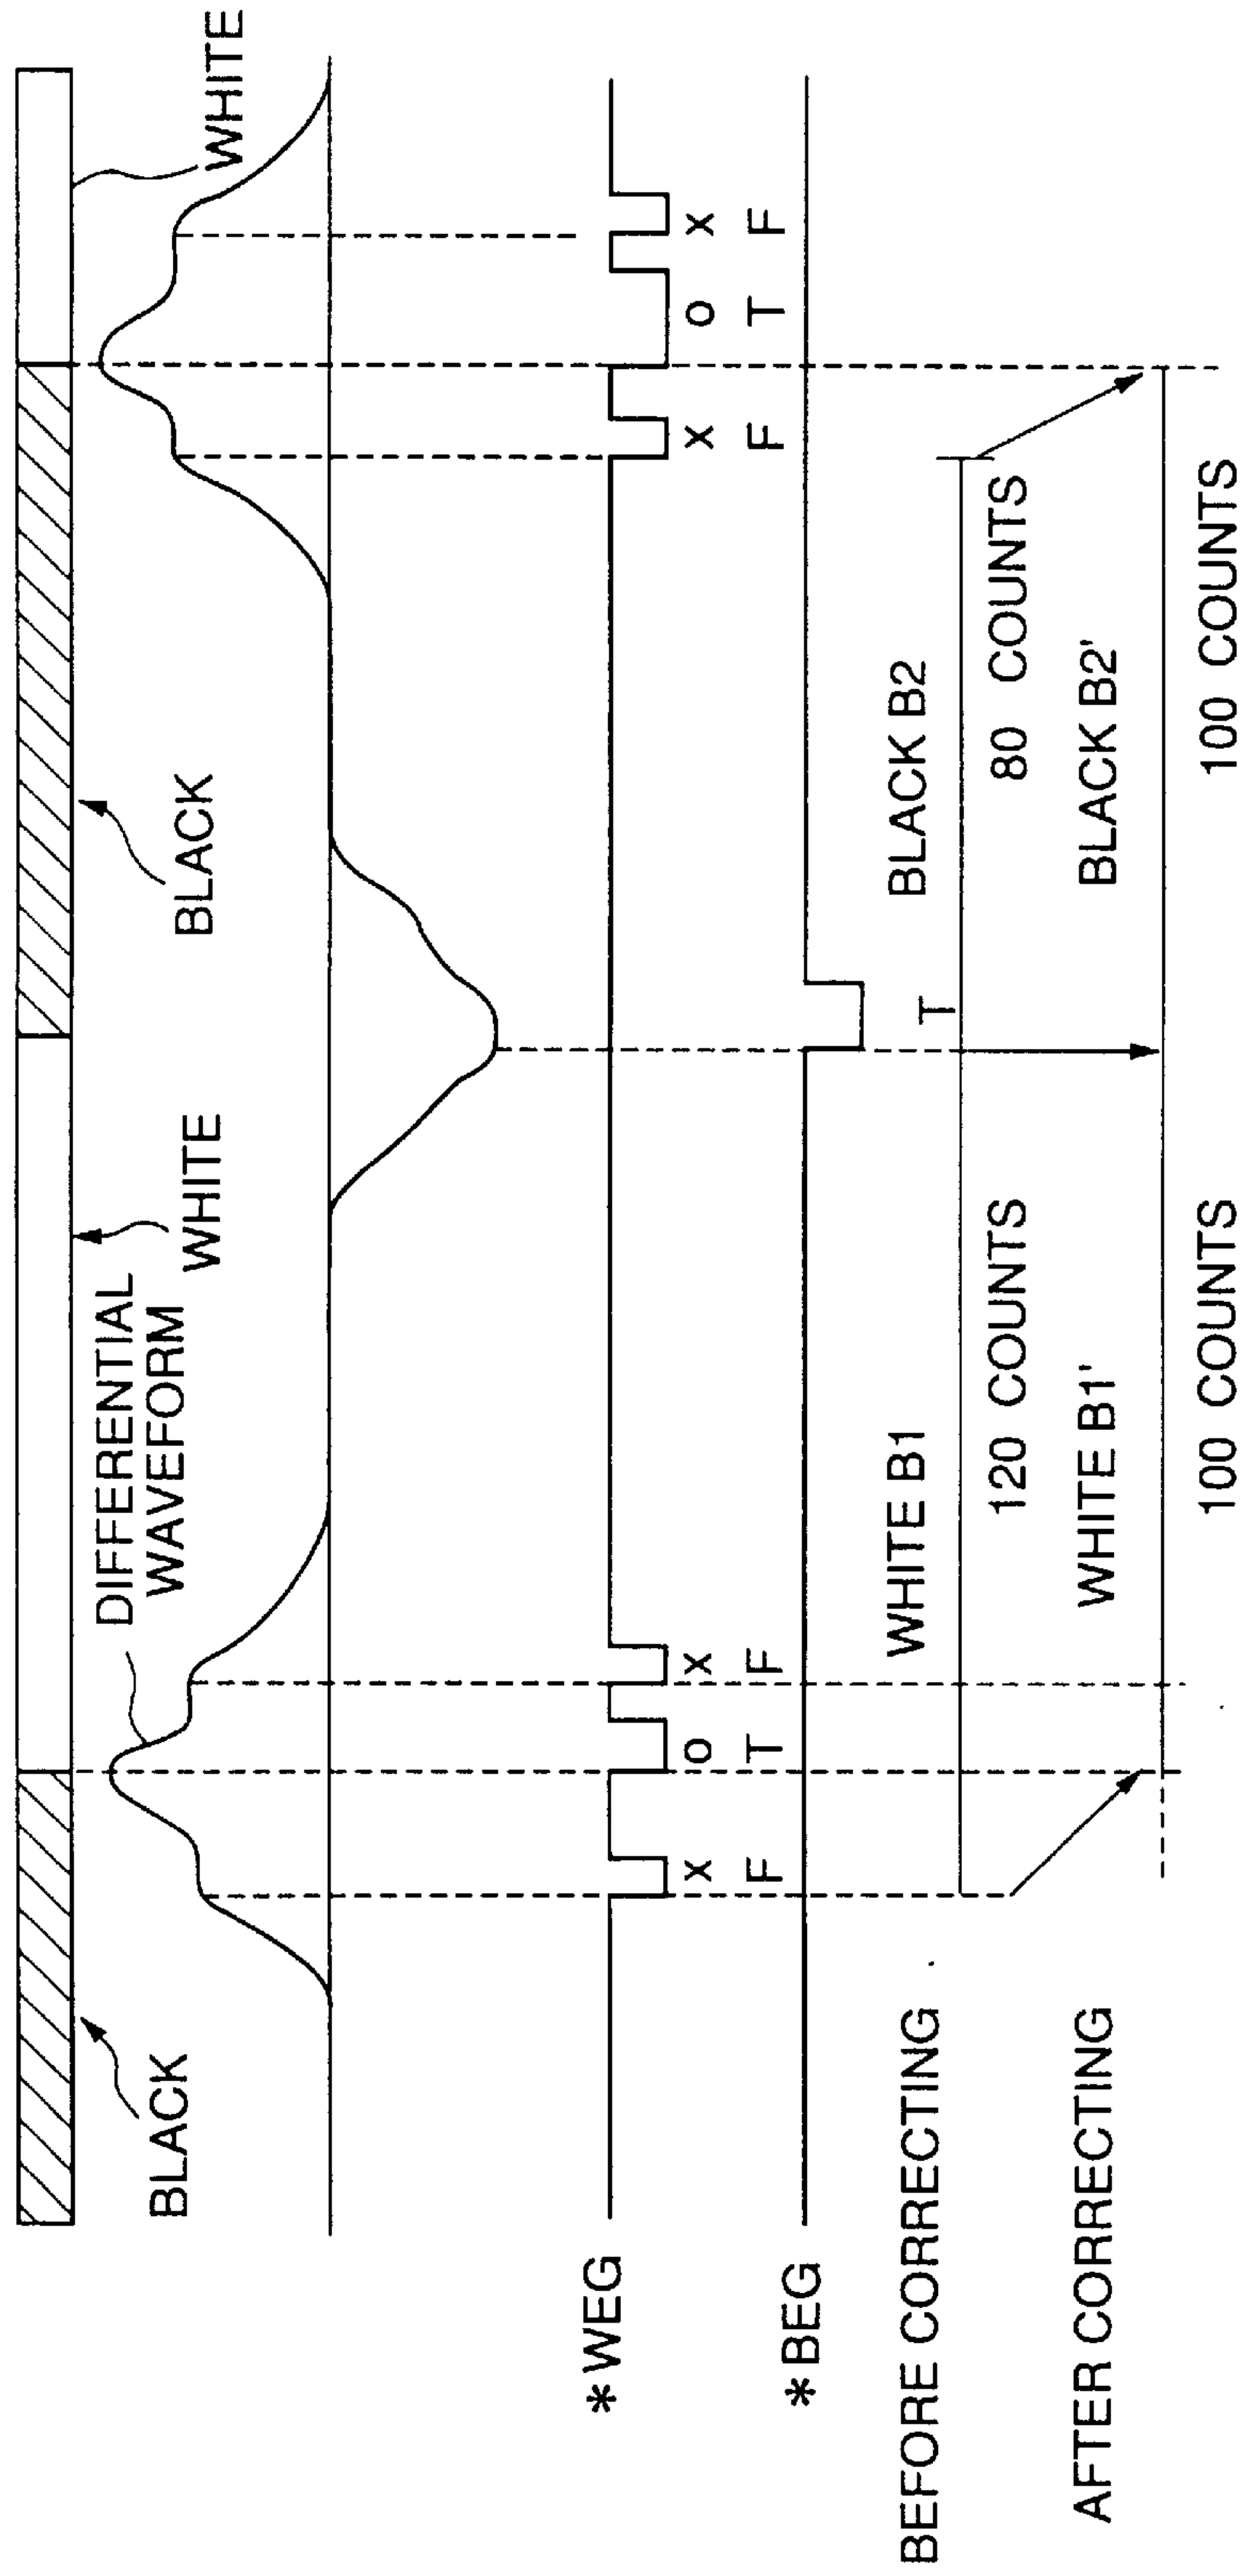 BLACK
DIFFERENTIAL
WAVEFORM
WHITE
BLACK
WHITE
*WEG
x o x x o x
F T F F T F
*BEG
T
BEFORE CORRECTING
WHITE B1
BLACK B2
120 COUNTS
80 COUNTS
AFTER CORRECTING
WHITE B1'
BLACK B2'
100 COUNTS
100 COUNTS